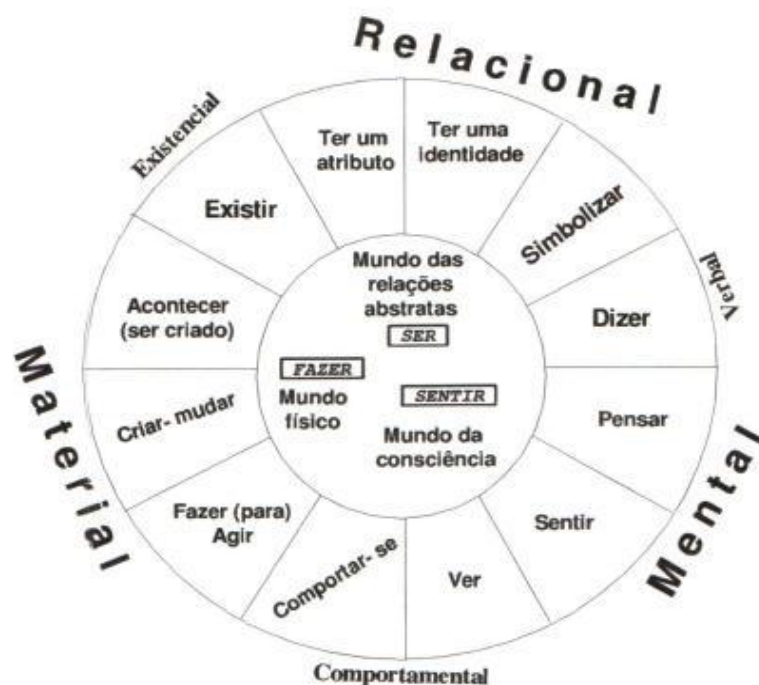 Relacional
Existencial
Ter um
atributo
Ter uma
identidade
Existir
Simbolizar
Verbal
Mundo das
relações
abstratas
SER
Acontecer
(ser criado)
Dizer
FAZER
Mundo
físico
SENTIR
Mundo da
consciência
Material
Criar- mudar
Pensar
Mental
Fazer (para)
Agir
Sentir
Comportar- se
Ver
Comportamental